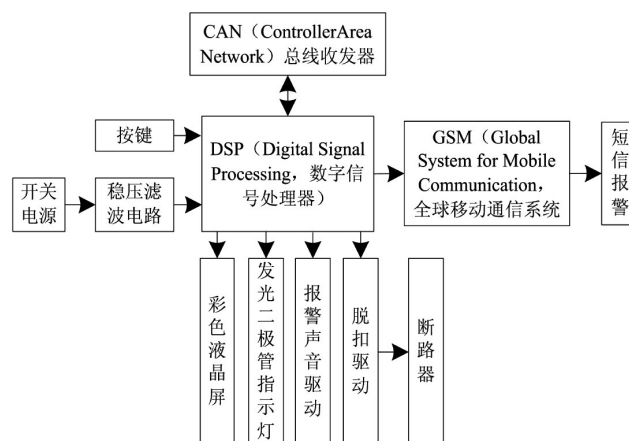 CAN（ControllerArea
Network）总线收发器
按键
DSP（Digital Signal
Processing，数字信
号处理器）
GSM（Global
System for Mobile
Communication，
全球移动通信系统
短信报警
开关
电源
稳压滤
波电路
彩色液晶屏
发光二极管指示灯
报警声音驱动
脱扣驱动
断路器